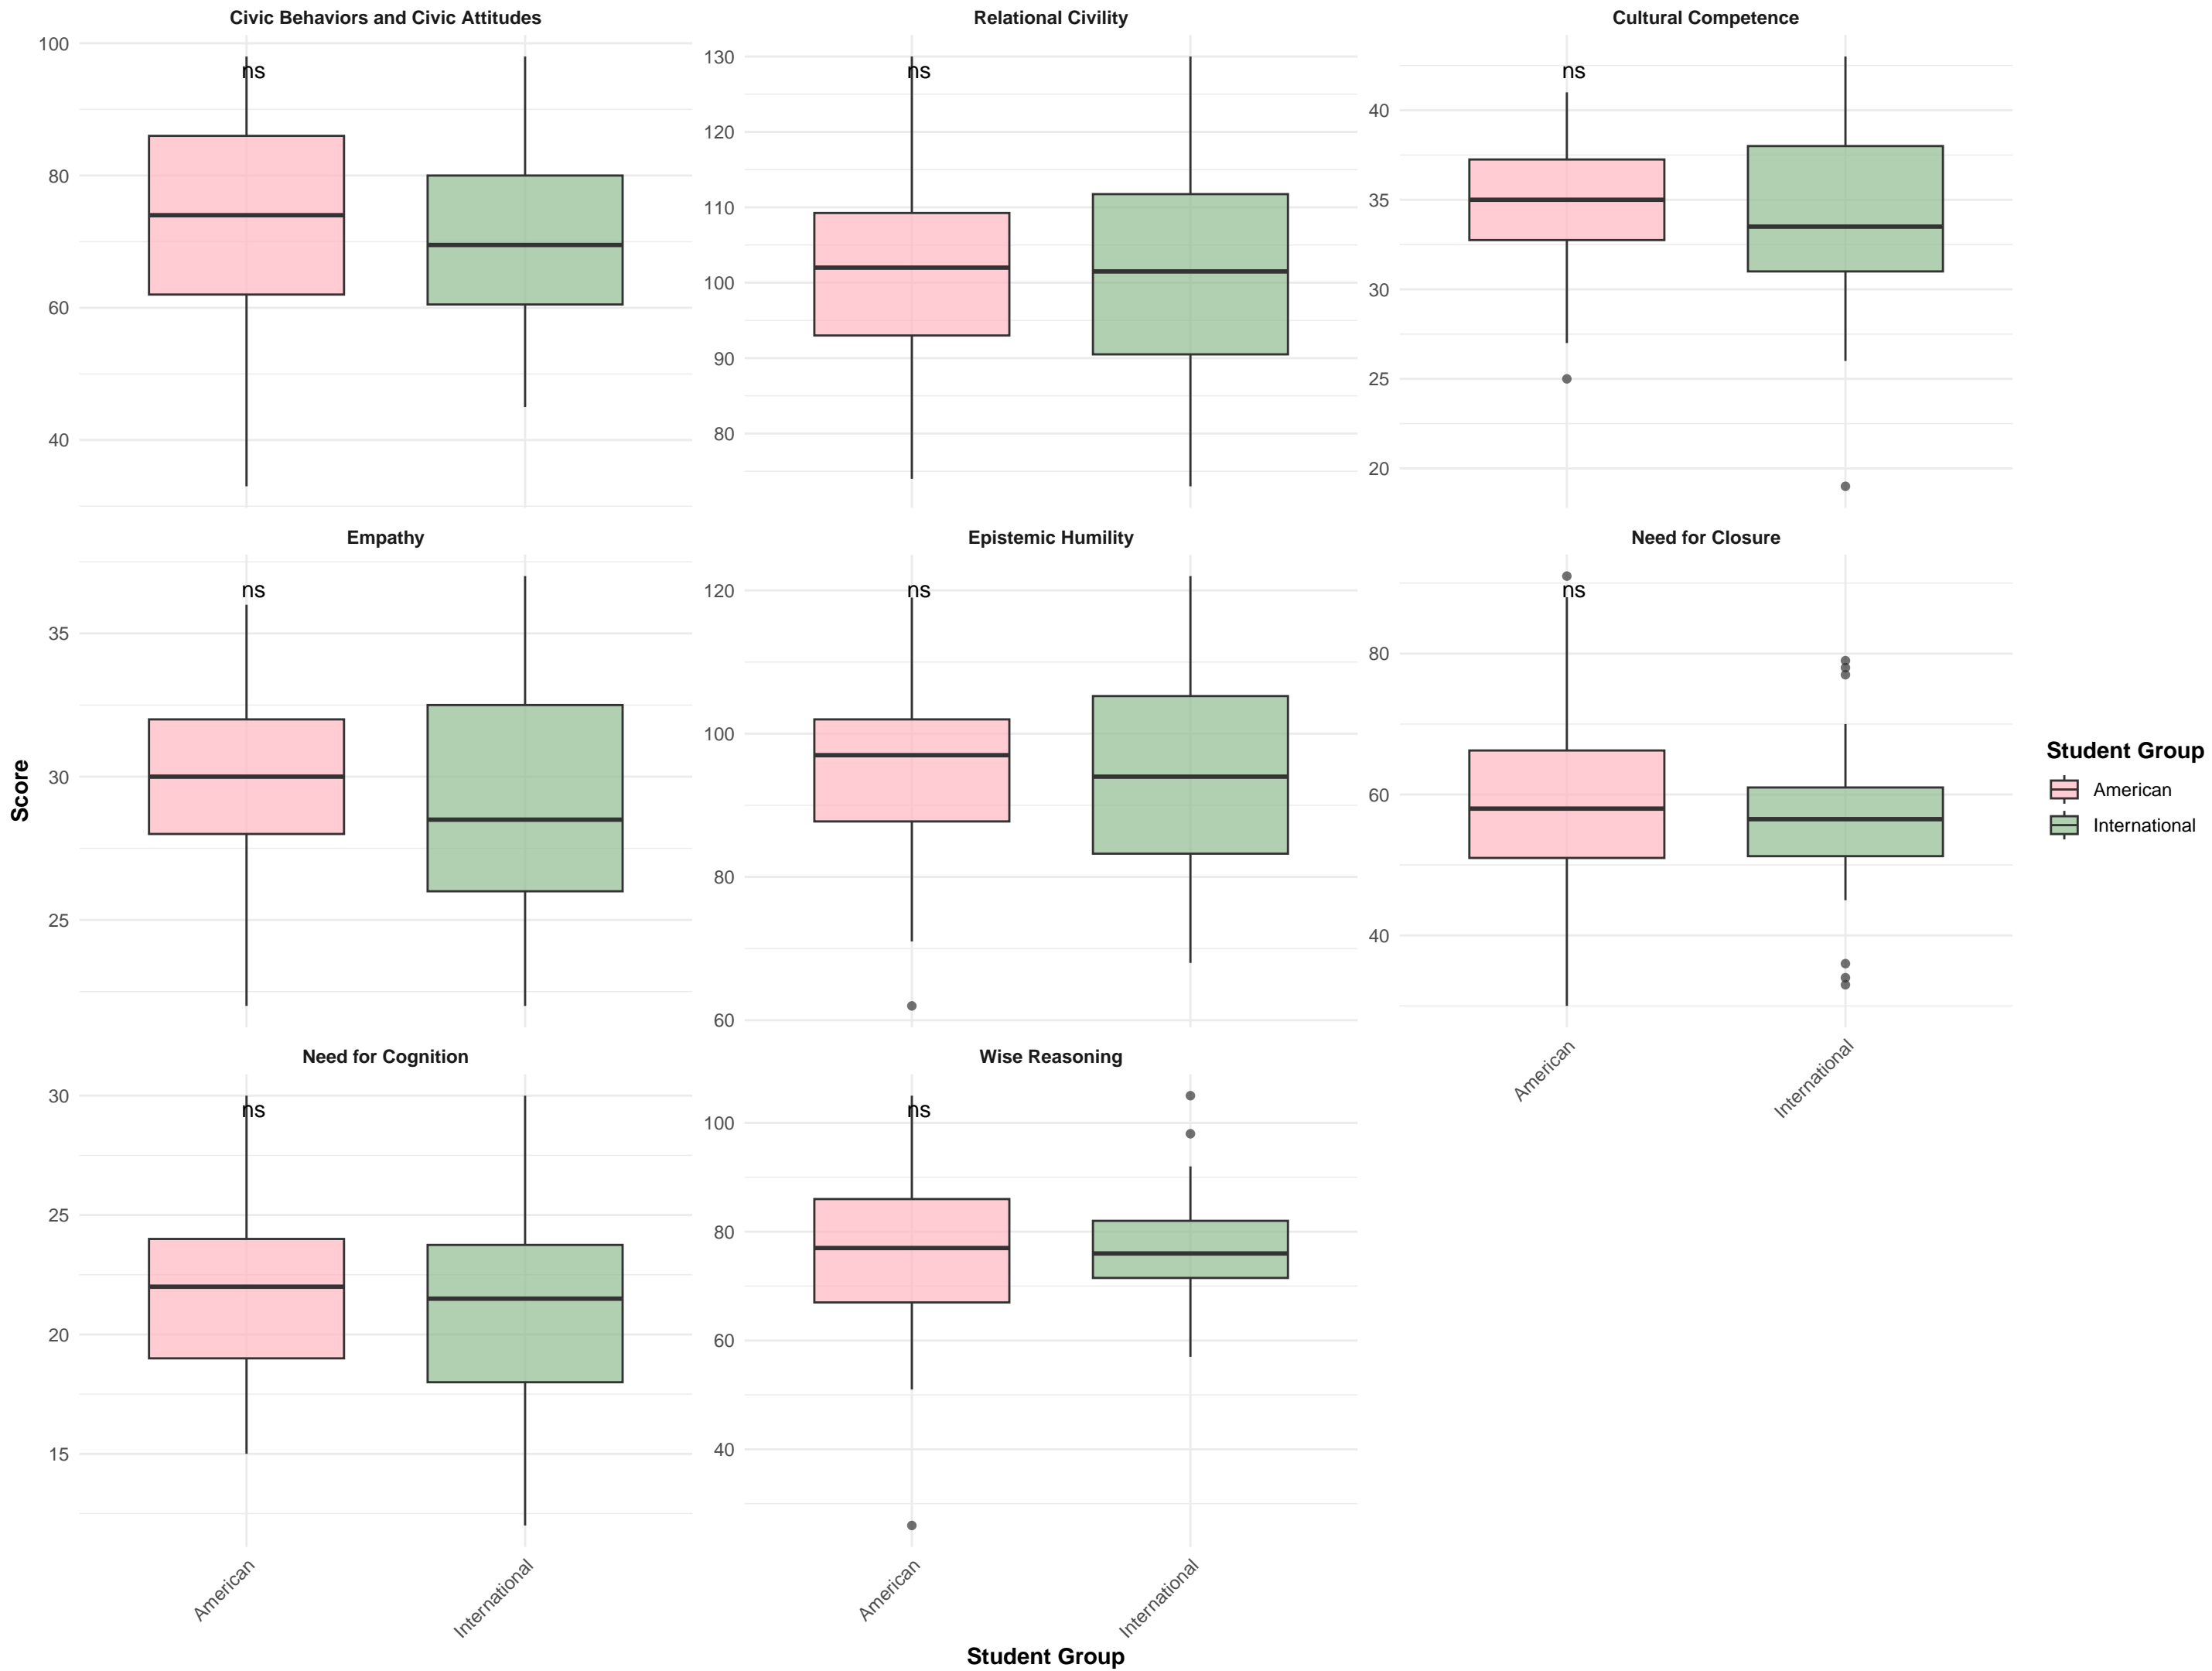 Civic Behaviors and Civic Attitudes
Relational Civility
Cultural Competence
100
80
60
40
ns
130
120
110
100
90
80
ns
40
35
30
25
20
ns
Empathy
Epistemic Humility
Need for Closure
35
30
25
ns
120
100
80
60
ns
80
60
40
ns
American
International
Need for Cognition
Wise Reasoning
30
25
20
15
ns
American
International
100
80
60
40
ns
American
International
Score
Student Group
Student Group
American
International